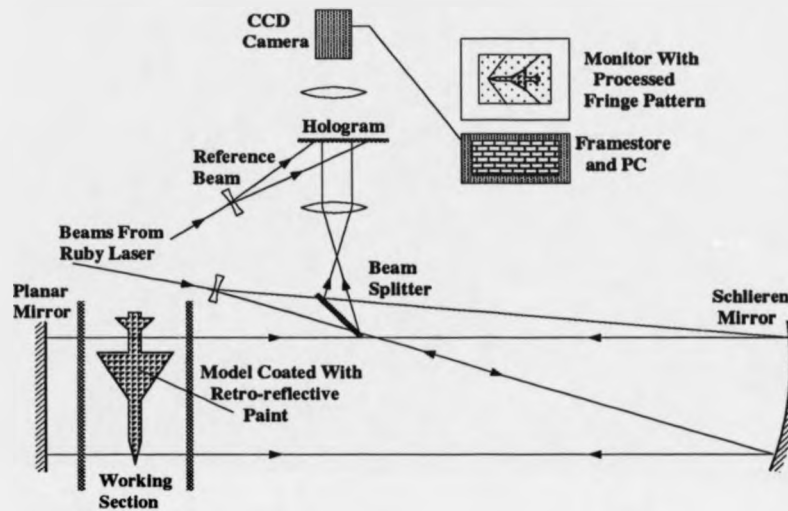 CCD
Camera
Monitor With
Processed
Fringe Pattern
Hologram
Framestore
and PC
Reference
Beam
Beams From
Ruby Laser
Beam
Splitter
Planar
Mirror
Schlieren
Mirror
Model Coated With
Retro-reflective
Paint
Working
Section